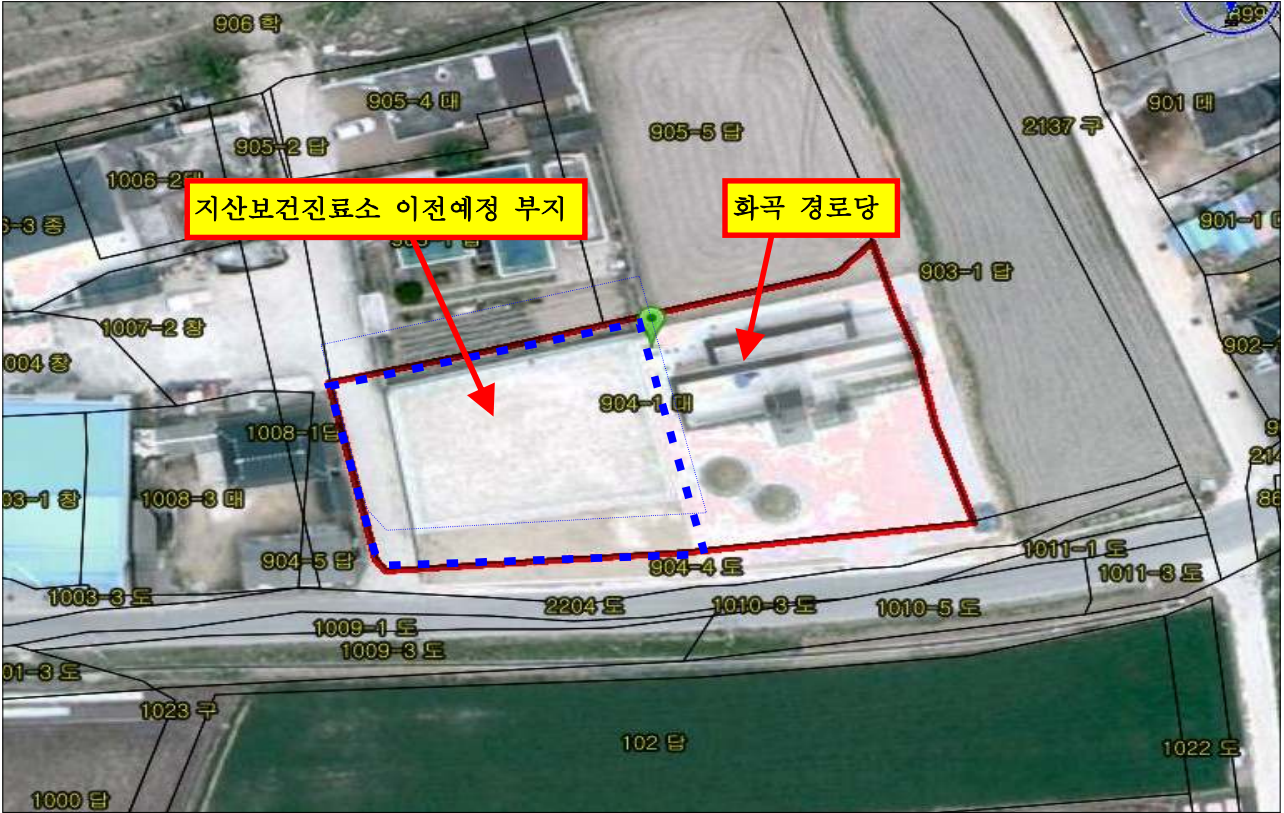 906 학
899
905-4 대
901 대
905-5 답
2137 구
905-2 답
1006-2
지산보건진료소 이전예정 부지
화곡 경로당
6-3 종
901-1
903-1 답
1007-2 창
004 창
902-
904-1 대
1008-1답
214
03-1 창
1008-3 대
86
904-5 답
904-4 도
1011-1 도
1011-3 도
1003-3 도
2204 도
1010-3 도
1010-5 도
1009-1 도
1009-3 도
01-3 도
1023 구
102 답
1022 도
1000 답